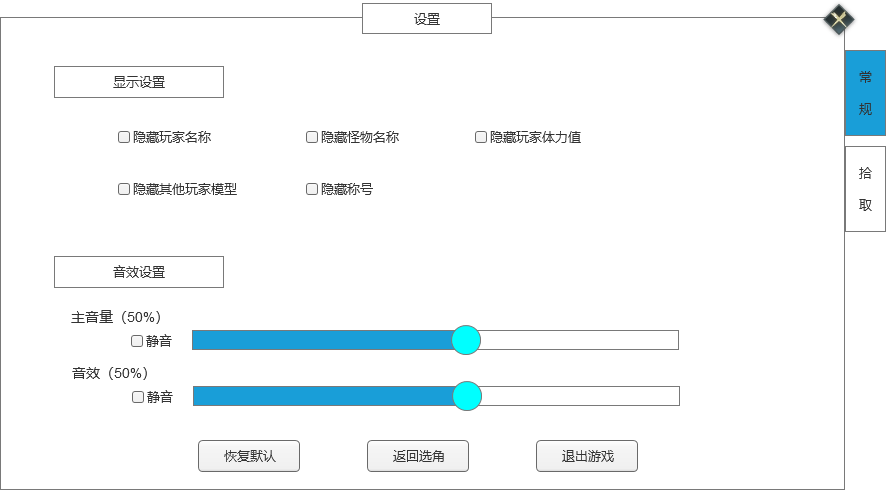 设置
常
规
显示设置
隐藏玩家名称
隐藏怪物名称
隐藏玩家体力值
拾
取
隐藏其他玩家模型
隐藏称号
音效设置
主音量（50%）
静音
音效（50%）
静音
恢复默认
返回选角
退出游戏